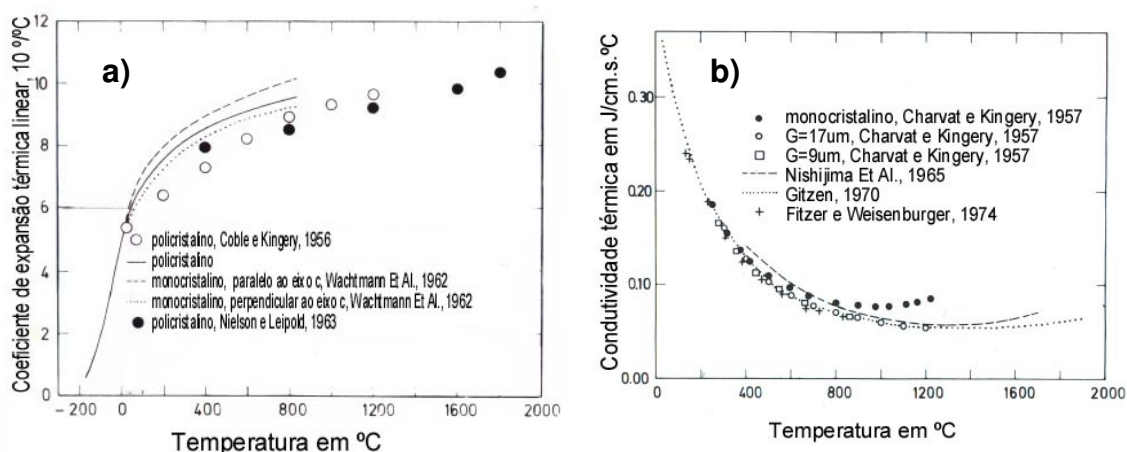 a)
Coeficiente de expansão térmica linear, 10 º/ºC
12
10
8
6
4
2
0
policristalino, Coble e Kingery, 1956
policristalino
monocristalino, paralelo ao eixo c, Wachtmann Et Al., 1962
monocristalino, perpendicular ao eixo c, Wachtmann Et Al., 1962
policristalino, Nielson e Leipold, 1963
-200 0 400 800 1200 1600 2000
Temperatura em ºC
b)
Condutividade térmica em J/cm.s.ºC
0.30
0.20
0.10
0.00
monocristalino, Charvat e Kingery, 1957
G=17um, Charvat e Kingery, 1957
G=9um, Charvat e Kingery, 1957
Nishijima Et Al., 1965
Gitzen, 1970
Fitzer e Weisenburger, 1974
0 400 800 1200 1600 2000
Temperatura em ºC